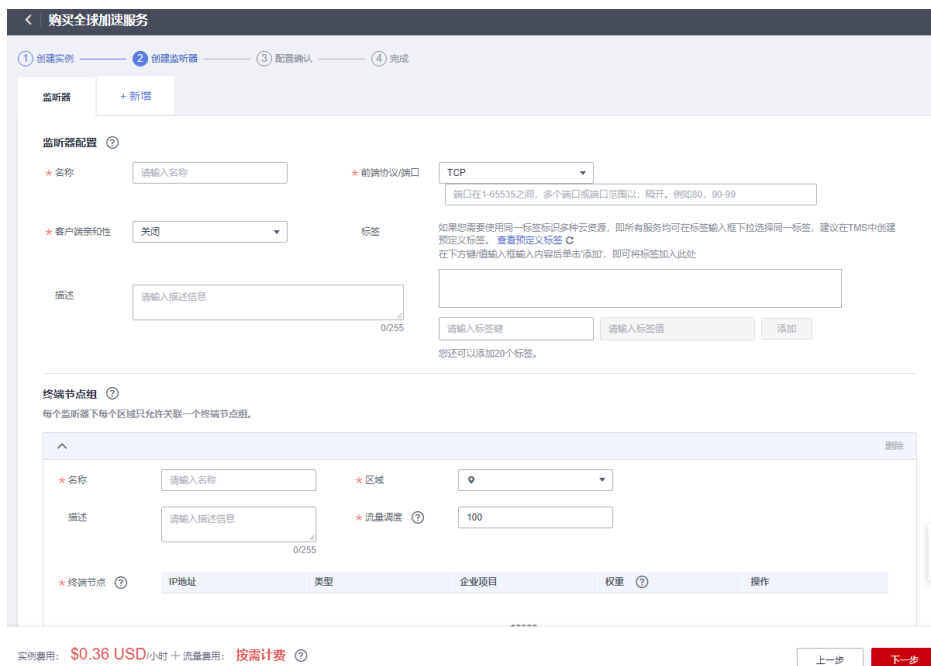 购买全球加速服务
1 创建实例 2 创建监听器 3 配置确认 4 完成
监听器 + 新增
监听器配置 ?
* 名称 请输入名称 * 前端协议/端口 TCP
端口在1-65535之间，多个端口或端口范围以，隔开。例如80，90-99
* 客户端亲和性 关闭 标签 如果您需要使用同一标签标识多种云资源，即所有服务均可在标签输入框下拉选择同一标签，建议在TMS中创建
预定义标签。 查看预定义标签
在下方键/值输入框输入内容后单击'添加'，即可将标签加入此处
描述 请输入描述信息
0/255 请输入标签键 请输入标签值 添加
您还可以添加20个标签。
终端节点组 ?
每个监听器下每个区域只允许关联一个终端节点组。
删除
* 名称 请输入名称 * 区域
描述 请输入描述信息 * 流量调度 ? 100
0/255
* 终端节点 ? IP地址 类型 企业项目 权重 ? 操作
实例费用： $0.36 USD/小时 + 流量费用： 按需计费 ? 上一步 下一步